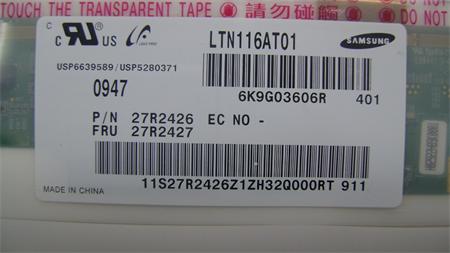 TOUCH THE TRANSPARENT 請勿碰觸 DO NOT
c RU US LTN116AT01 SAMSUNG
USP6639589/USP5280371
0947 6K9G03606R 401
P/N 27R2426 EC NO -
FRU 27R2427
11S27R2426Z1ZH32Q000RT 911
MADE IN CHINA